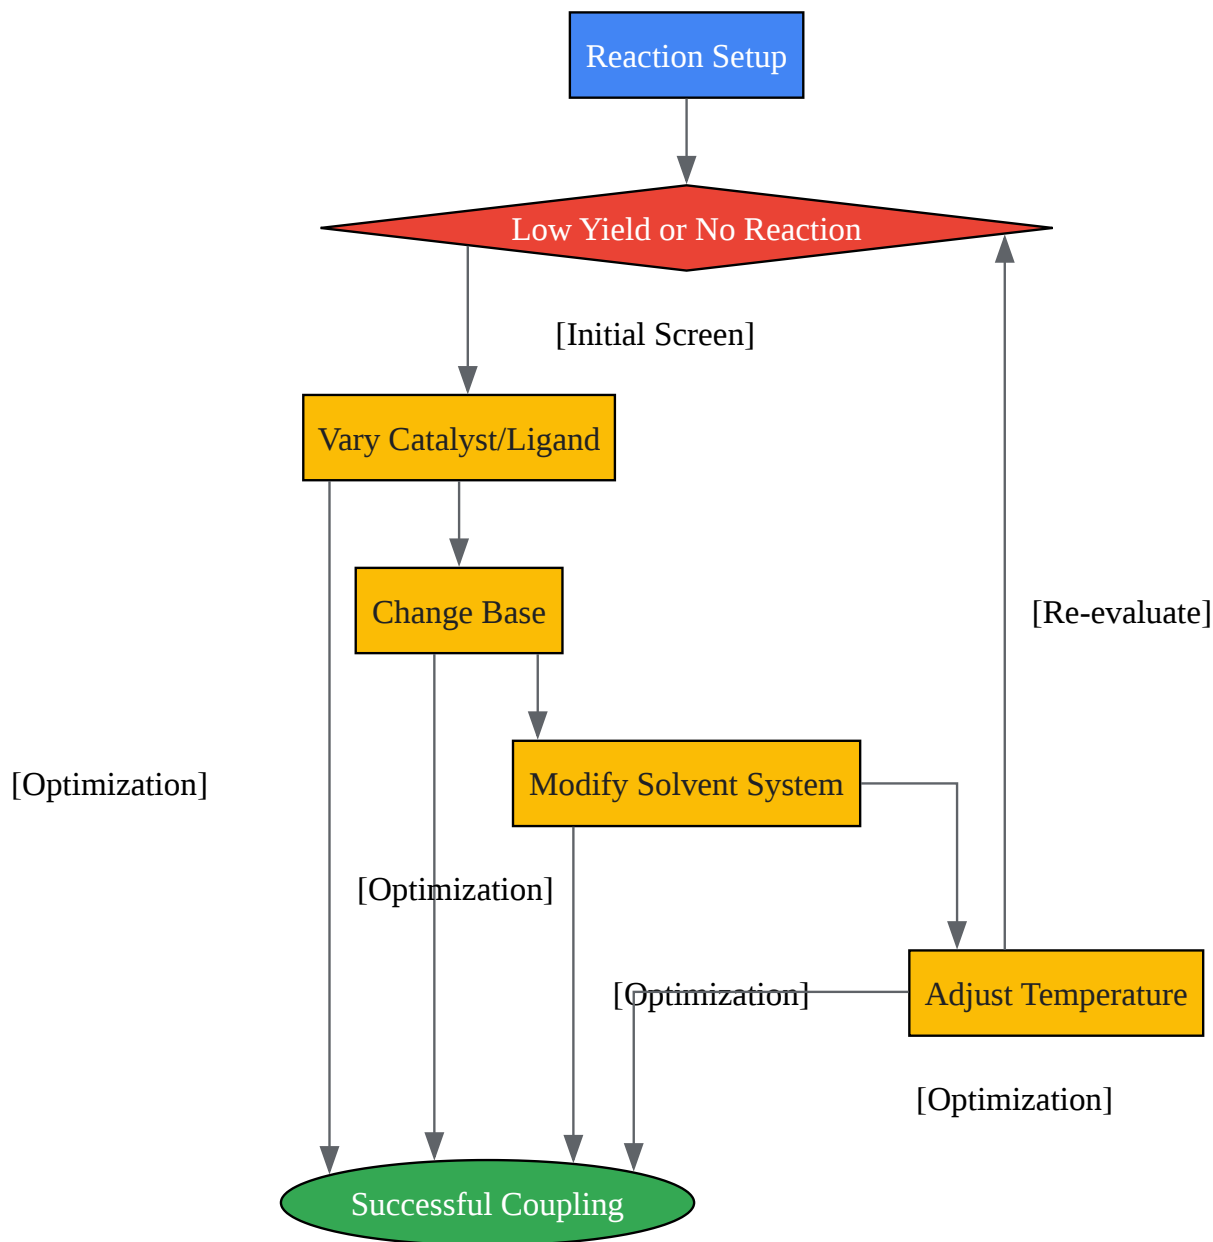 Reaction Setup
Low Yield or No Reaction
[Initial Screen]
Vary Catalyst/Ligand
Change Base
[Re-evaluate]
[Optimization]
Modify Solvent System
[Optimization]
[Optimization]
Adjust Temperature
[Optimization]
Successful Coupling